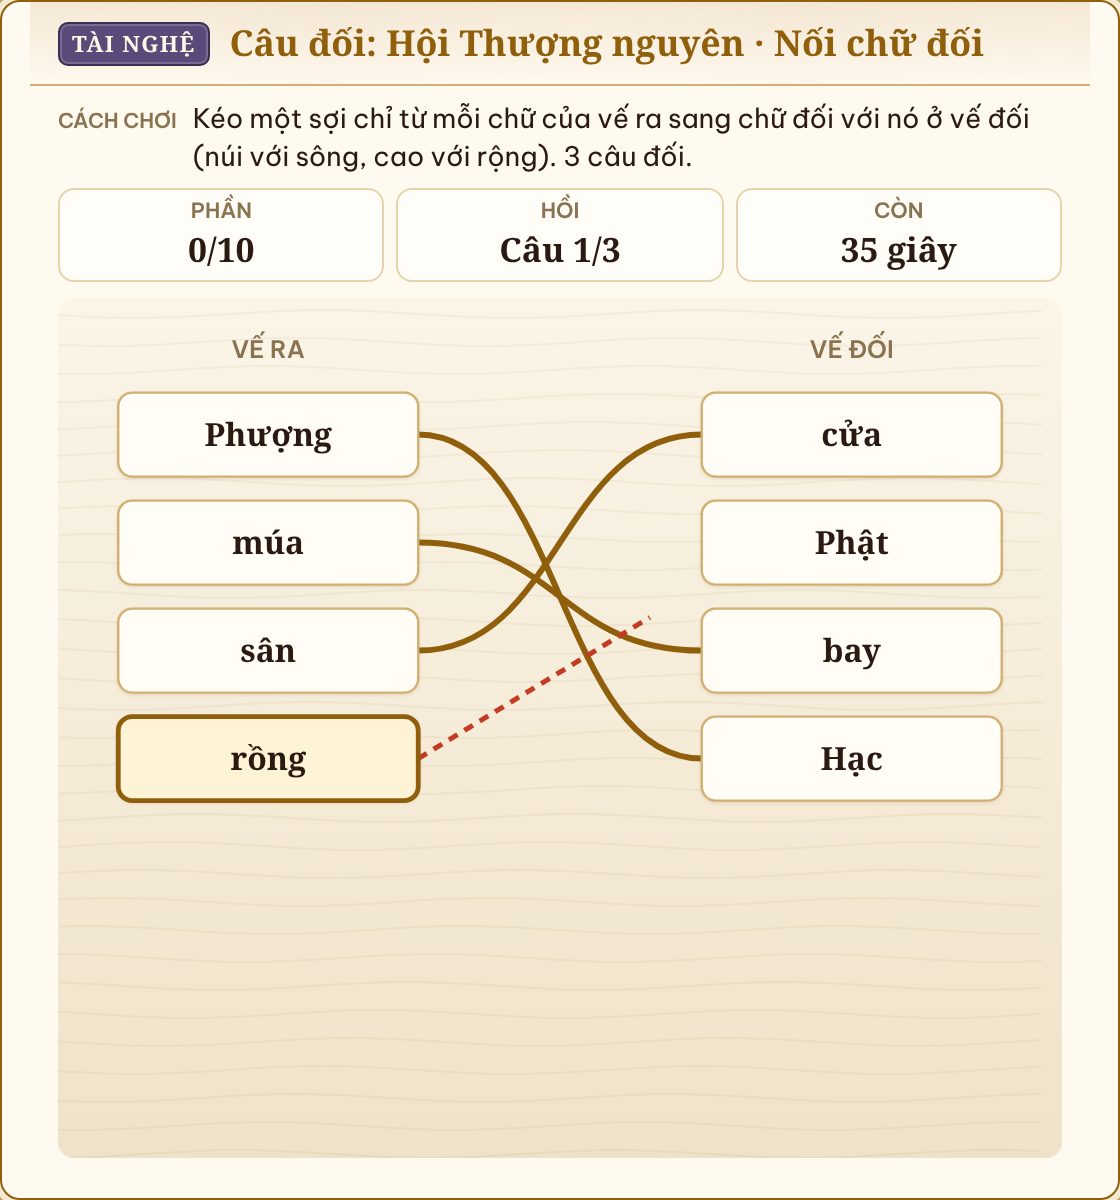 TÀI NGHỆ
Câu đối: Hội Thượng nguyên · Nối chữ đối
CÁCH CHƠI
Kéo một sợi chỉ từ mỗi chữ của vế ra sang chữ đối với nó ở vế đối
(núi với sông, cao với rộng). 3 câu đối.
PHẦN
0/10
HỒI
Câu 1/3
CÒN
35 giây
VẾ RA
VẾ ĐỐI
Phượng
cửa
múa
Phật
sân
bay
rồng
Hạc